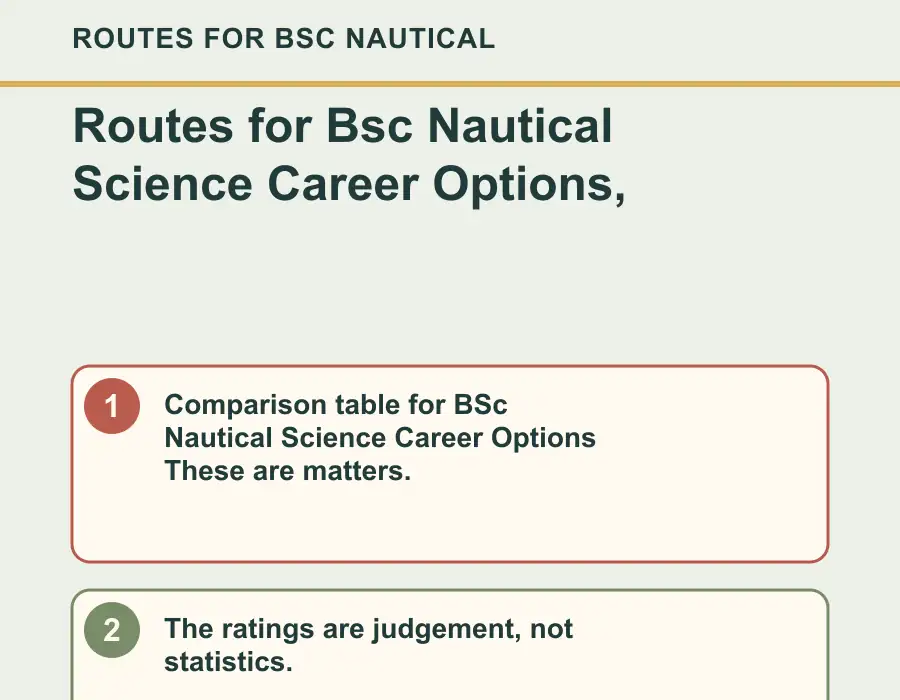 ROUTES FOR BSC NAUTICAL
Routes for Bsc Nautical
Science Career Options,
1
Comparison table for BSc
Nautical Science Career Options
These are matters.
2
The ratings are judgement, not
statistics.